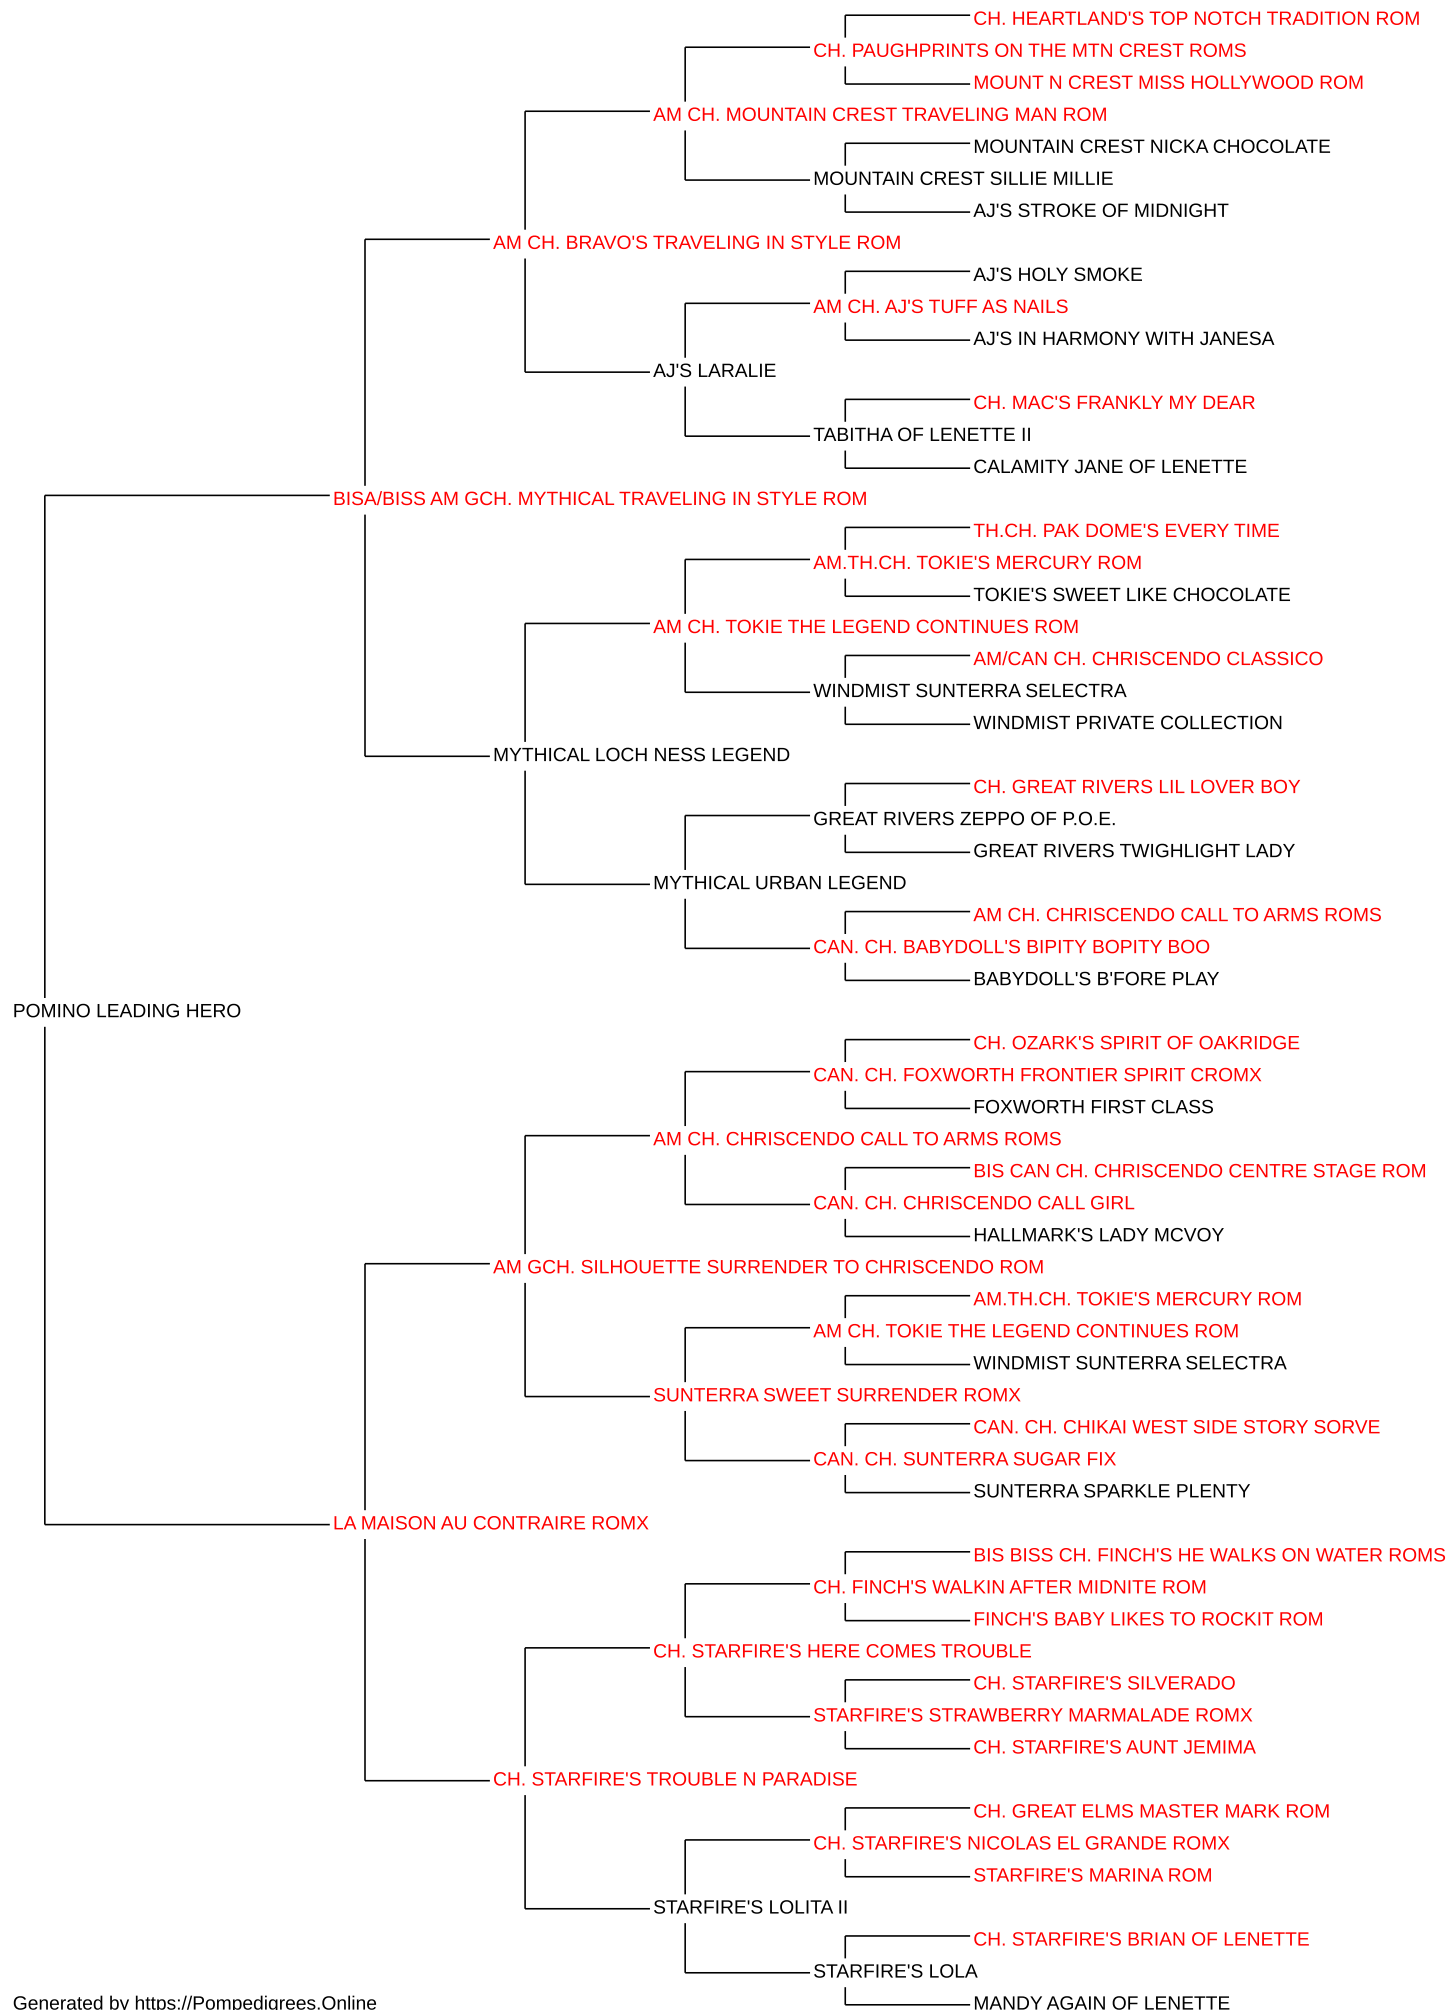 CH. HEARTLAND'S TOP NOTCH TRADITION ROM
CH. PAUGHPRINTS ON THE MTN CREST ROMS
MOUNT N CREST MISS HOLLYWOOD ROM
AM CH. MOUNTAIN CREST TRAVELING MAN ROM
MOUNTAIN CREST NICKA CHOCOLATE
MOUNTAIN CREST SILLIE MILLIE
AJ'S STROKE OF MIDNIGHT
AM CH. BRAVO'S TRAVELING IN STYLE ROM
AJ'S HOLY SMOKE
AM CH. AJ'S TUFF AS NAILS
AJ'S IN HARMONY WITH JANESA
AJ'S LARALIE
CH. MAC'S FRANKLY MY DEAR
TABITHA OF LENETTE II
CALAMITY JANE OF LENETTE
BISA/BISS AM GCH. MYTHICAL TRAVELING IN STYLE ROM
TH.CH. PAK DOME'S EVERY TIME
AM.TH.CH. TOKIE'S MERCURY ROM
TOKIE'S SWEET LIKE CHOCOLATE
AM CH. TOKIE THE LEGEND CONTINUES ROM
AM/CAN CH. CHRISCENDO CLASSICO
WINDMIST SUNTERRA SELECTRA
WINDMIST PRIVATE COLLECTION
MYTHICAL LOCH NESS LEGEND
CH. GREAT RIVERS LIL LOVER BOY
GREAT RIVERS ZEPPO OF P.O.E.
GREAT RIVERS TWIGHLIGHT LADY
MYTHICAL URBAN LEGEND
AM CH. CHRISCENDO CALL TO ARMS ROMS
CAN. CH. BABYDOLL'S BIPITY BOPITY BOO
BABYDOLL'S B'FORE PLAY
POMINO LEADING HERO
CH. OZARK'S SPIRIT OF OAKRIDGE
CAN. CH. FOXWORTH FRONTIER SPIRIT CROMX
FOXWORTH FIRST CLASS
AM CH. CHRISCENDO CALL TO ARMS ROMS
BIS CAN CH. CHRISCENDO CENTRE STAGE ROM
CAN. CH. CHRISCENDO CALL GIRL
HALLMARK'S LADY MCVOY
AM GCH. SILHOUETTE SURRENDER TO CHRISCENDO ROM
AM.TH.CH. TOKIE'S MERCURY ROM
AM CH. TOKIE THE LEGEND CONTINUES ROM
WINDMIST SUNTERRA SELECTRA
SUNTERRA SWEET SURRENDER ROMX
CAN. CH. CHIKAI WEST SIDE STORY SORVE
CAN. CH. SUNTERRA SUGAR FIX
SUNTERRA SPARKLE PLENTY
LA MAISON AU CONTRAIRE ROMX
BIS BISS CH. FINCH'S HE WALKS ON WATER ROMS
CH. FINCH'S WALKIN AFTER MIDNITE ROM
FINCH'S BABY LIKES TO ROCKIT ROM
CH. STARFIRE'S HERE COMES TROUBLE
CH. STARFIRE'S SILVERADO
STARFIRE'S STRAWBERRY MARMALADE ROMX
CH. STARFIRE'S AUNT JEMIMA
CH. STARFIRE'S TROUBLE N PARADISE
CH. GREAT ELMS MASTER MARK ROM
CH. STARFIRE'S NICOLAS EL GRANDE ROMX
STARFIRE'S MARINA ROM
STARFIRE'S LOLITA II
CH. STARFIRE'S BRIAN OF LENETTE
STARFIRE'S LOLA
MANDY AGAIN OF LENETTE
Generated by https://Pompedigrees.Online